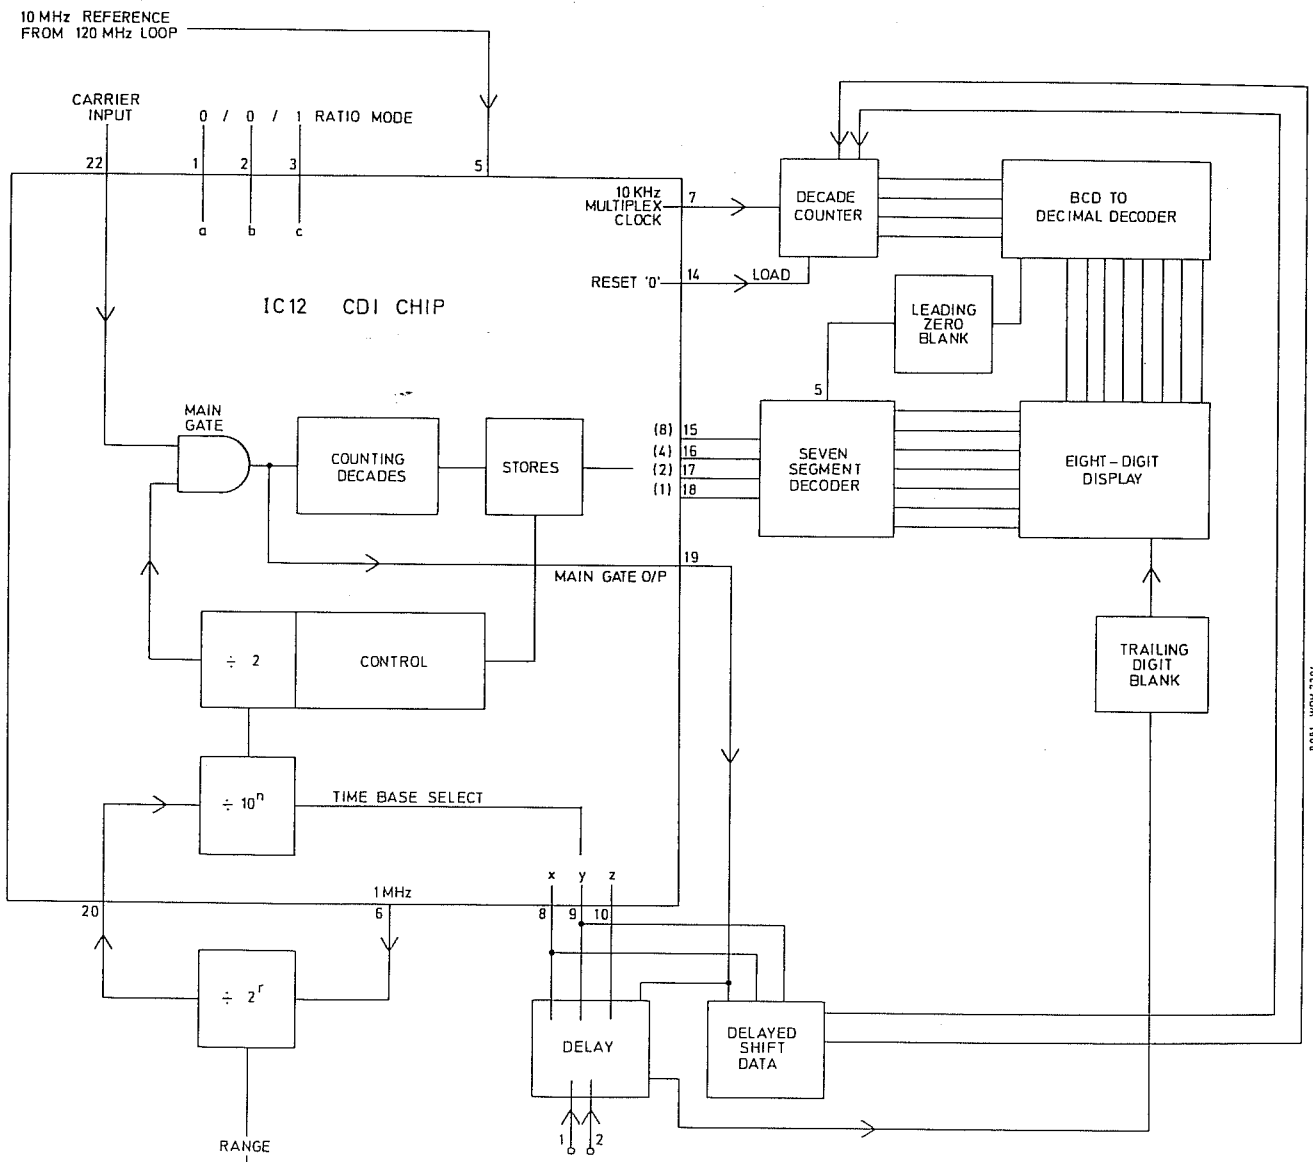 10 MHz REFERENCE
FROM 120 MHz LOOP
CARRIER
INPUT
0 / 0 / 1 RATIO MODE
22
1
2
3
5
a
b
c
10 KHz
MULTIPLEX
CLOCK
7
RESET '0'
14
LOAD
DECADE
COUNTER
BCD TO
DECIMAL DECODER
IC12 CDI CHIP
LEADING
ZERO
BLANK
5
MAIN
GATE
COUNTING
DECADES
STORES
(8) 15
(4) 16
(2) 17
(1) 18
SEVEN
SEGMENT
DECODER
EIGHT-DIGIT
DISPLAY
19
MAIN GATE O/P
÷ 2
CONTROL
TRAILING
DIGIT
BLANK
÷ 10ⁿ
TIME BASE SELECT
x y z
1 MHz
20
6
8
9
10
÷ 2ʳ
DELAY
DELAYED
SHIFT
DATA
1
2
RANGE